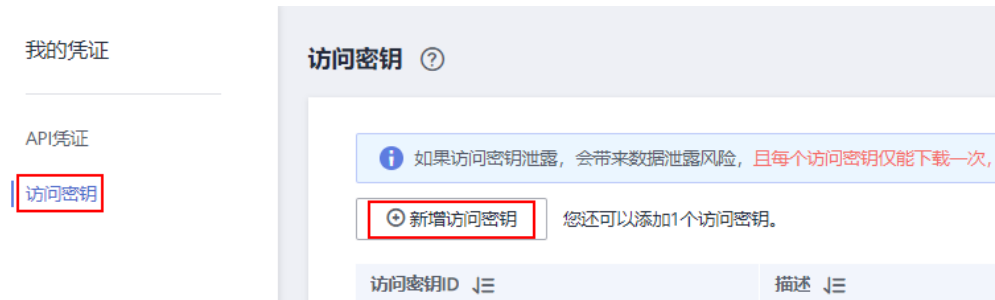 我的凭证
访问密钥
API凭证
访问密钥
如果访问密钥泄露，会带来数据泄露风险，且每个访问密钥仅能下载一次，
新增访问密钥 您还可以添加1个访问密钥。
访问密钥ID 描述